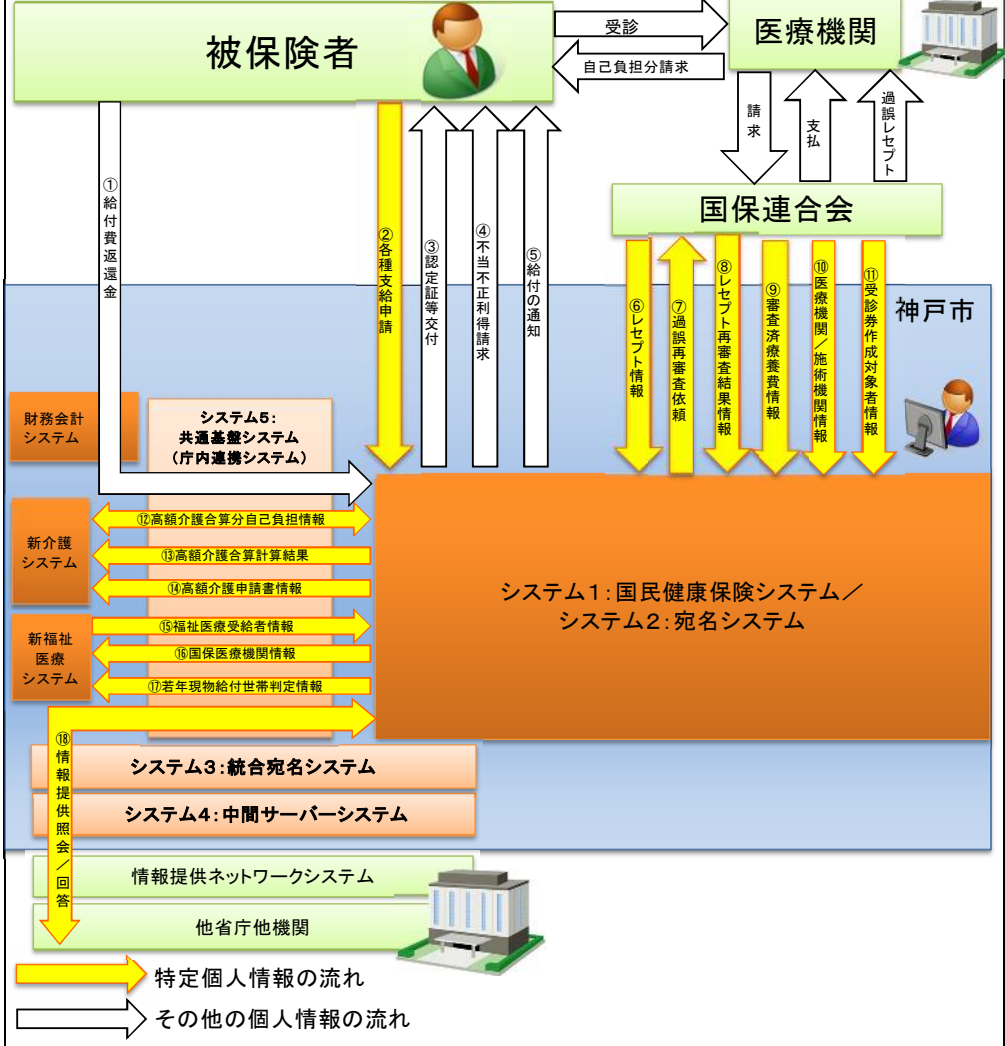 被保険者
受診
自己負担分請求
医療機関
請求
支払
過誤レセプト
国保連合会
①給付費返還金
②各種支給申請
③認定証等交付
④不当不正利得請求
⑤給付の通知
⑥レセプト情報
⑦過誤再審査依頼
⑧レセプト再審査結果情報
⑨審査済療養費情報
⑩医療機関/施術機関情報
⑪受診券作成対象者情報
神戸市
財務会計
システム
システム5:
共通基盤システム
(庁内連携システム)
新介護
システム
⑫高額介護合算分自己負担情報
⑬高額介護合算計算結果
⑭高額介護申請書情報
新福祉
医療
システム
⑮福祉医療受給者情報
⑯国保医療機関情報
⑰若年現物給付世帯判定情報
システム1:国民健康保険システム/
システム2:宛名システム
⑱情報提供照会/回答
システム3:統合宛名システム
システム4:中間サーバーシステム
情報提供ネットワークシステム
他省庁他機関
特定個人情報の流れ
その他の個人情報の流れ